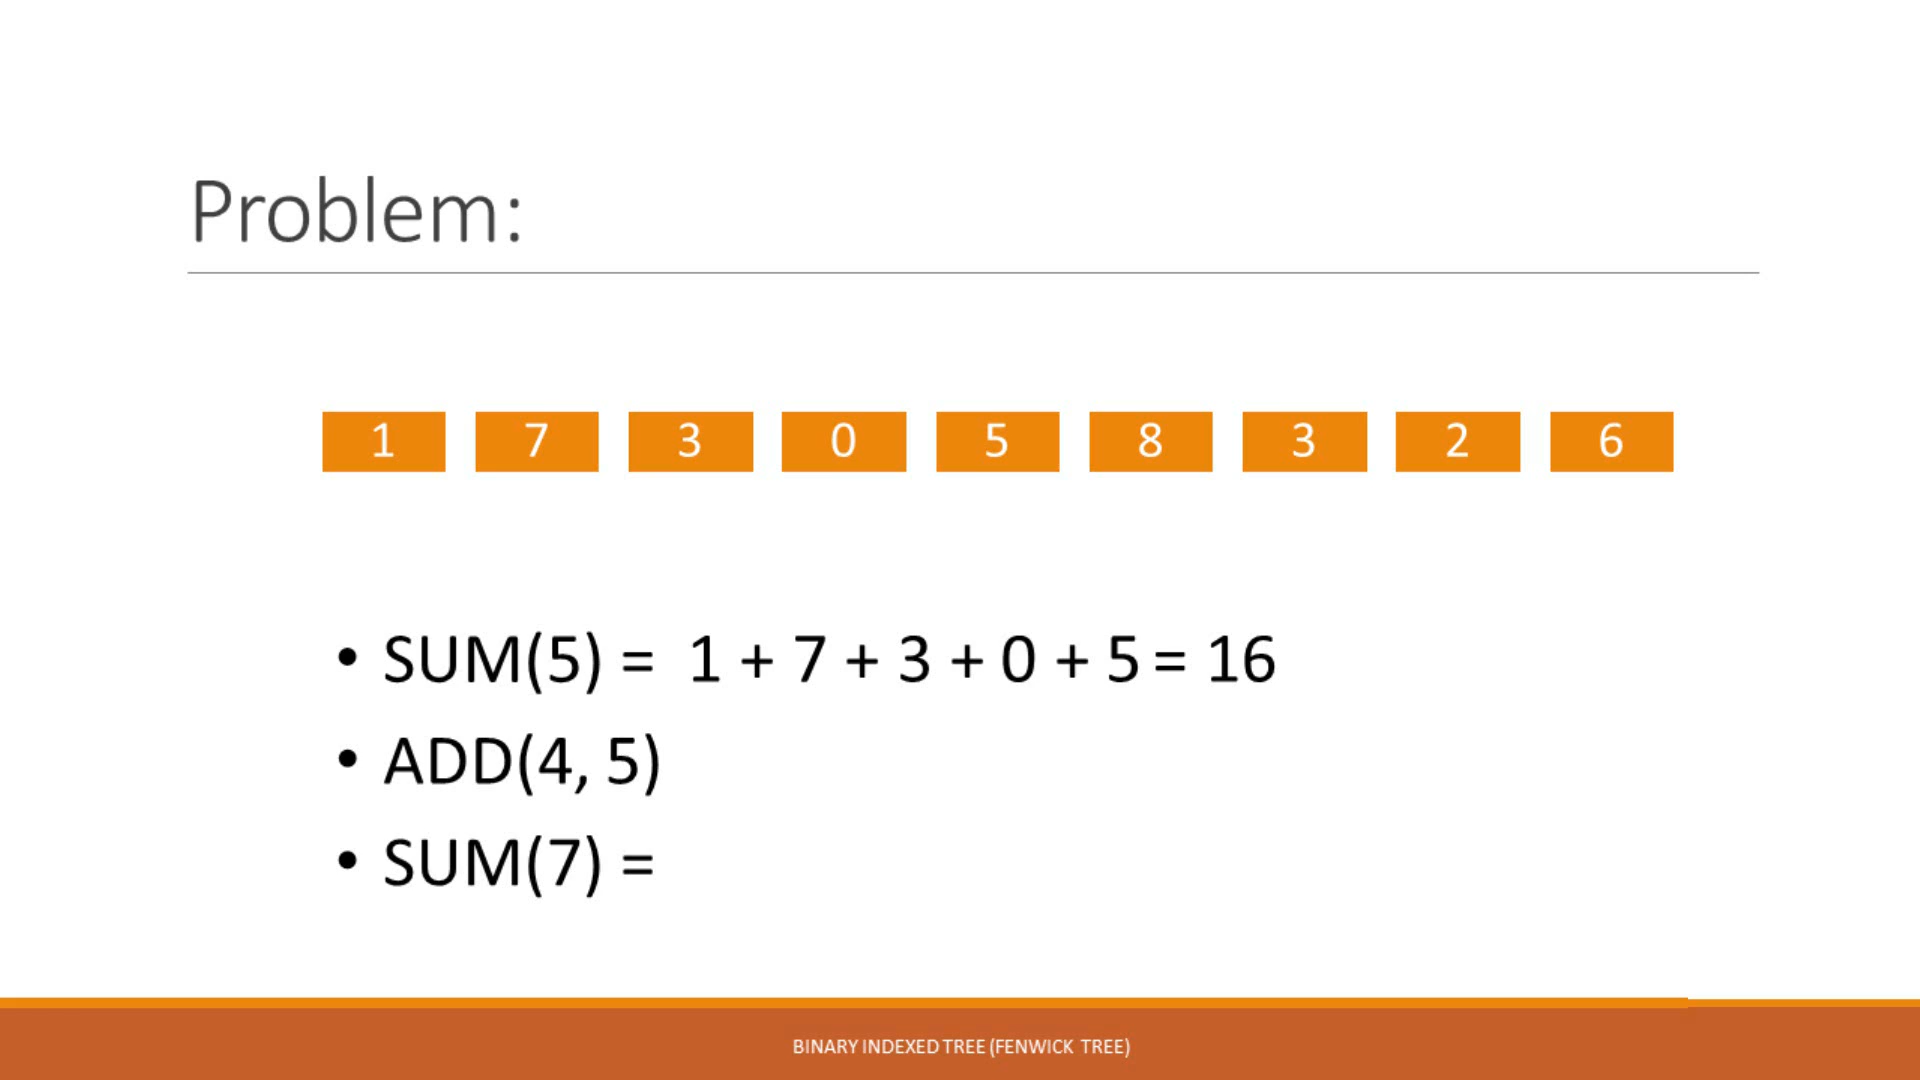 Problem:
1 7 3 0 5 8 3 2 6
• SUM(5) = 1 + 7 + 3 + 0 + 5 = 16
• ADD(4, 5)
• SUM(7) =
BINARY INDEXED TREE (FENWICK TREE)